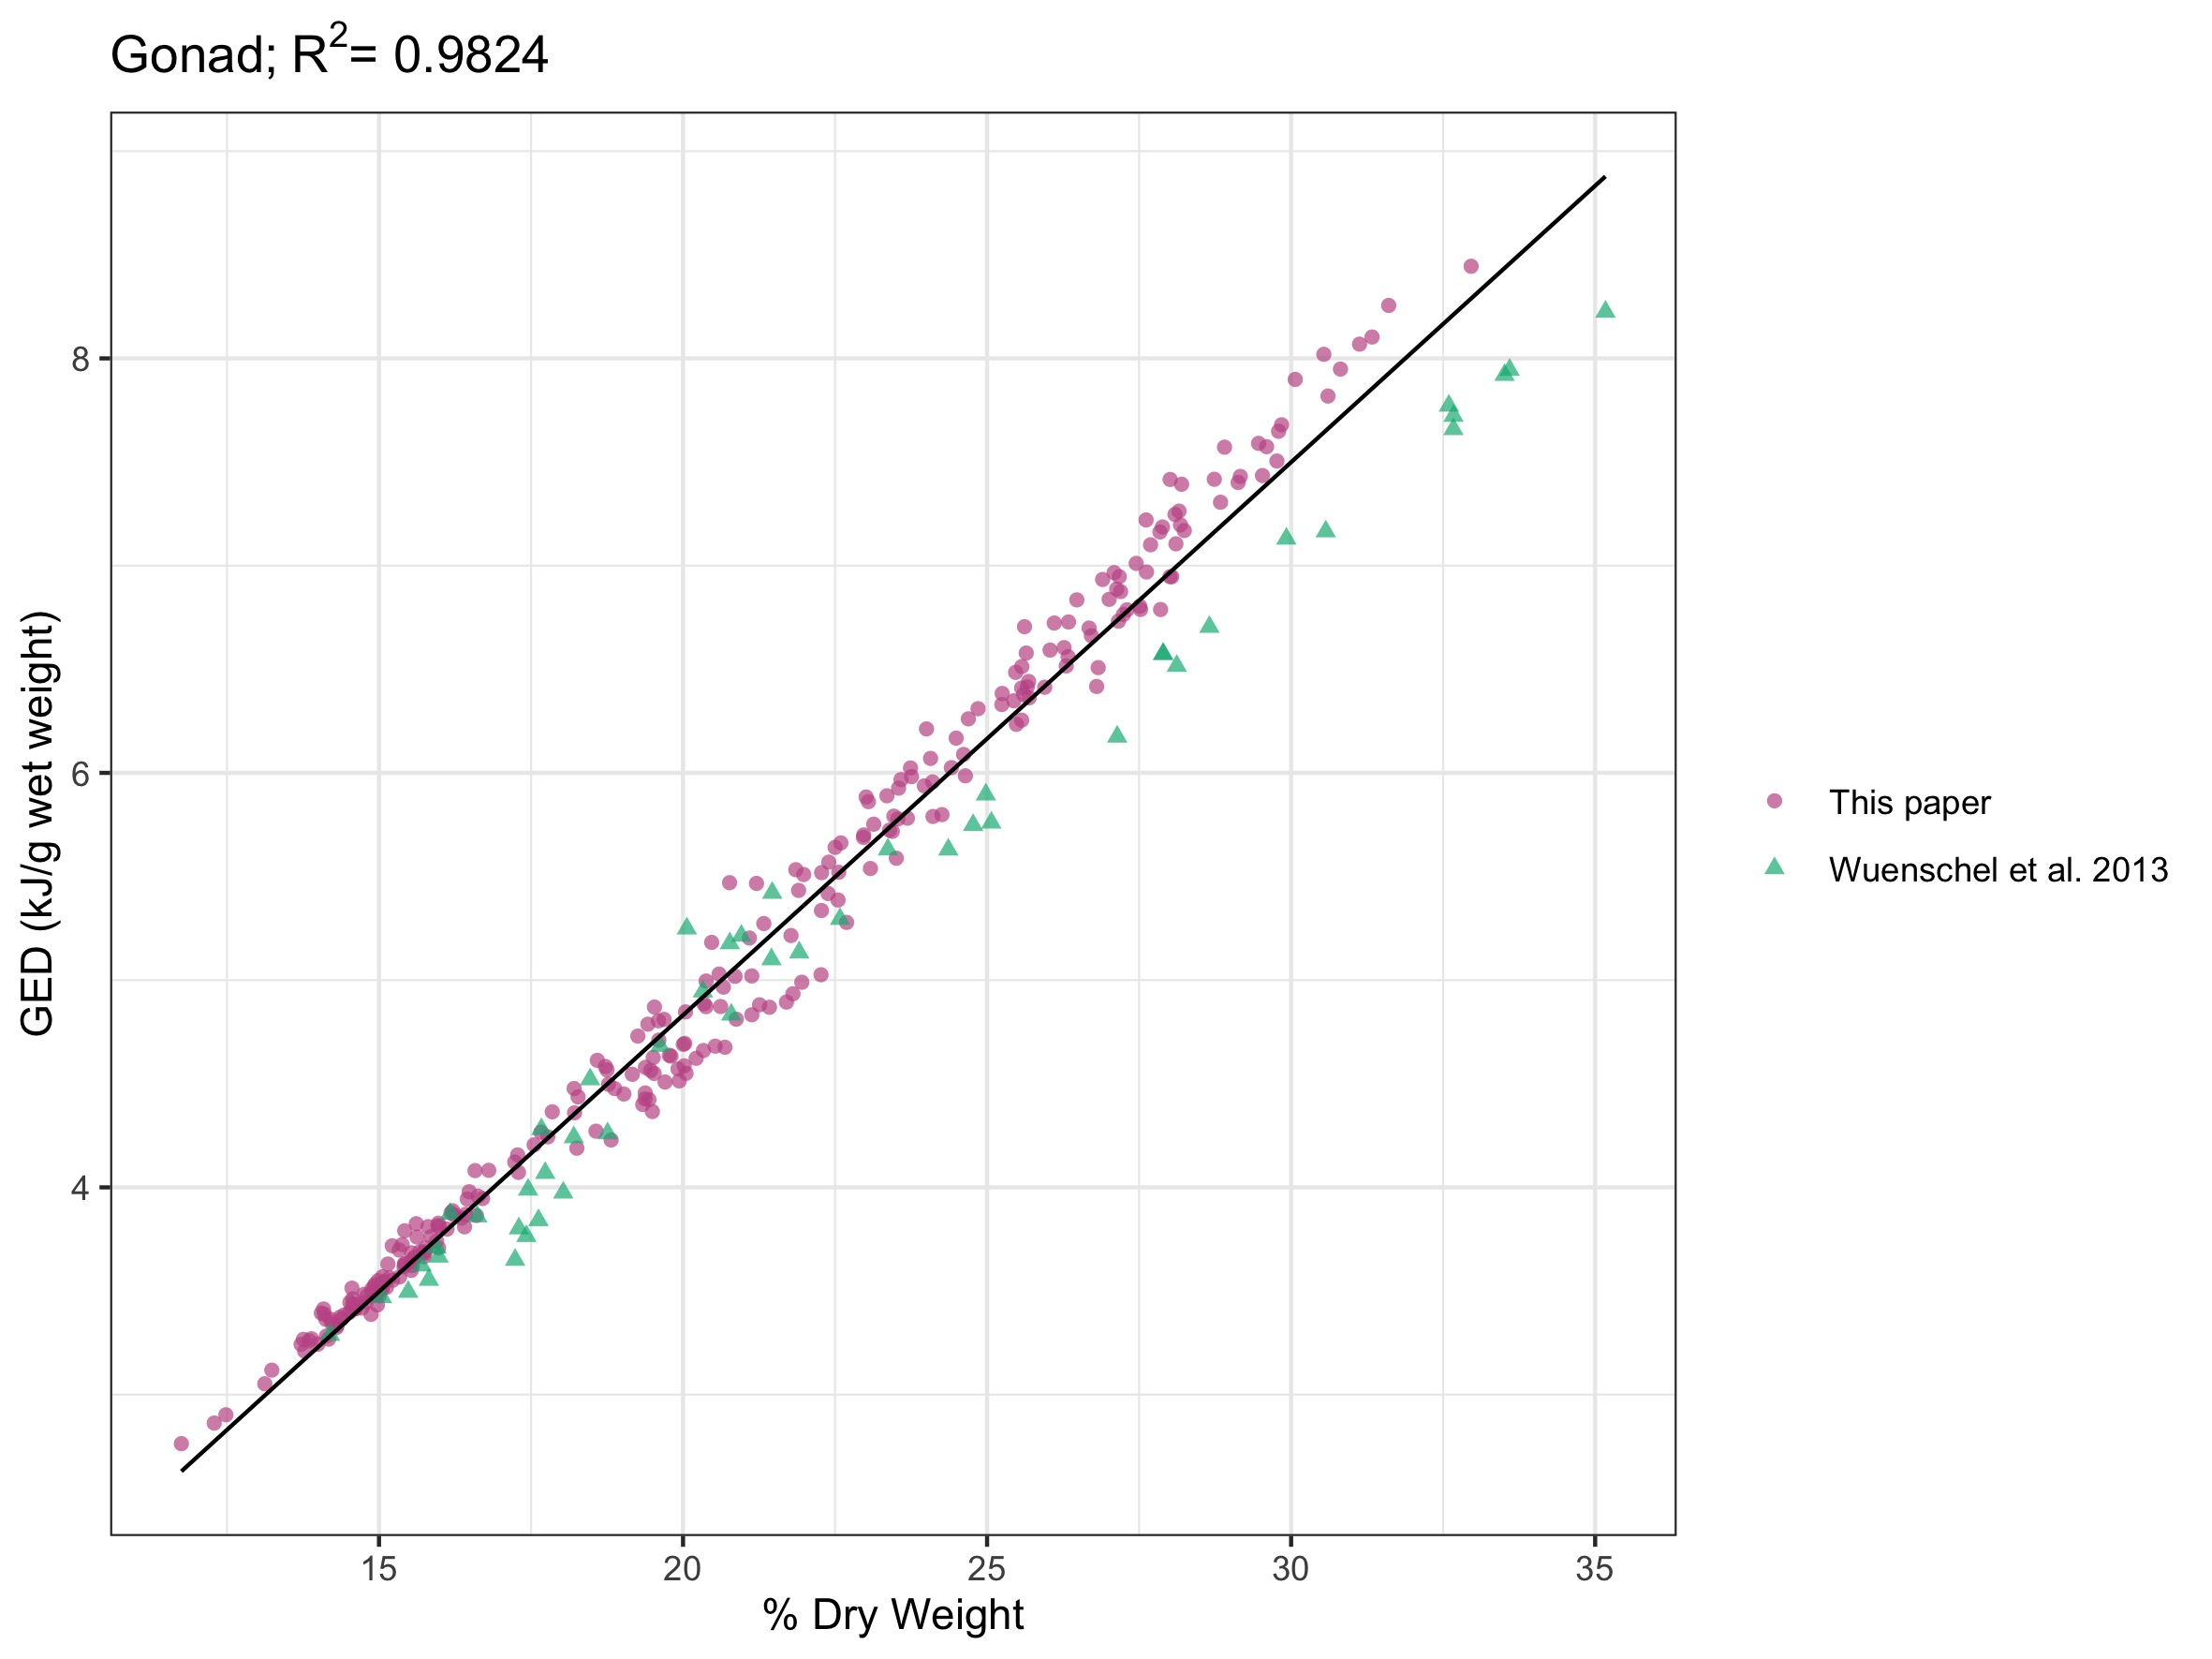 Gonad; R²= 0.9824
GED (kJ/g wet weight)
8
6
4
15 20 25 30 35
% Dry Weight
This paper
Wuenschel et al. 2013